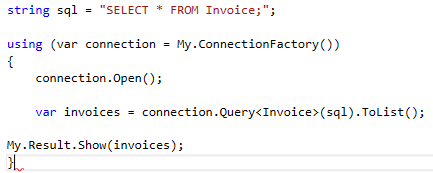 string sql = "SELECT * FROM Invoice;";
using (var connection = My.ConnectionFactory())
{
connection.Open();
var invoices = connection.Query<Invoice>(sql).ToList();
My.Result.Show(invoices);
}